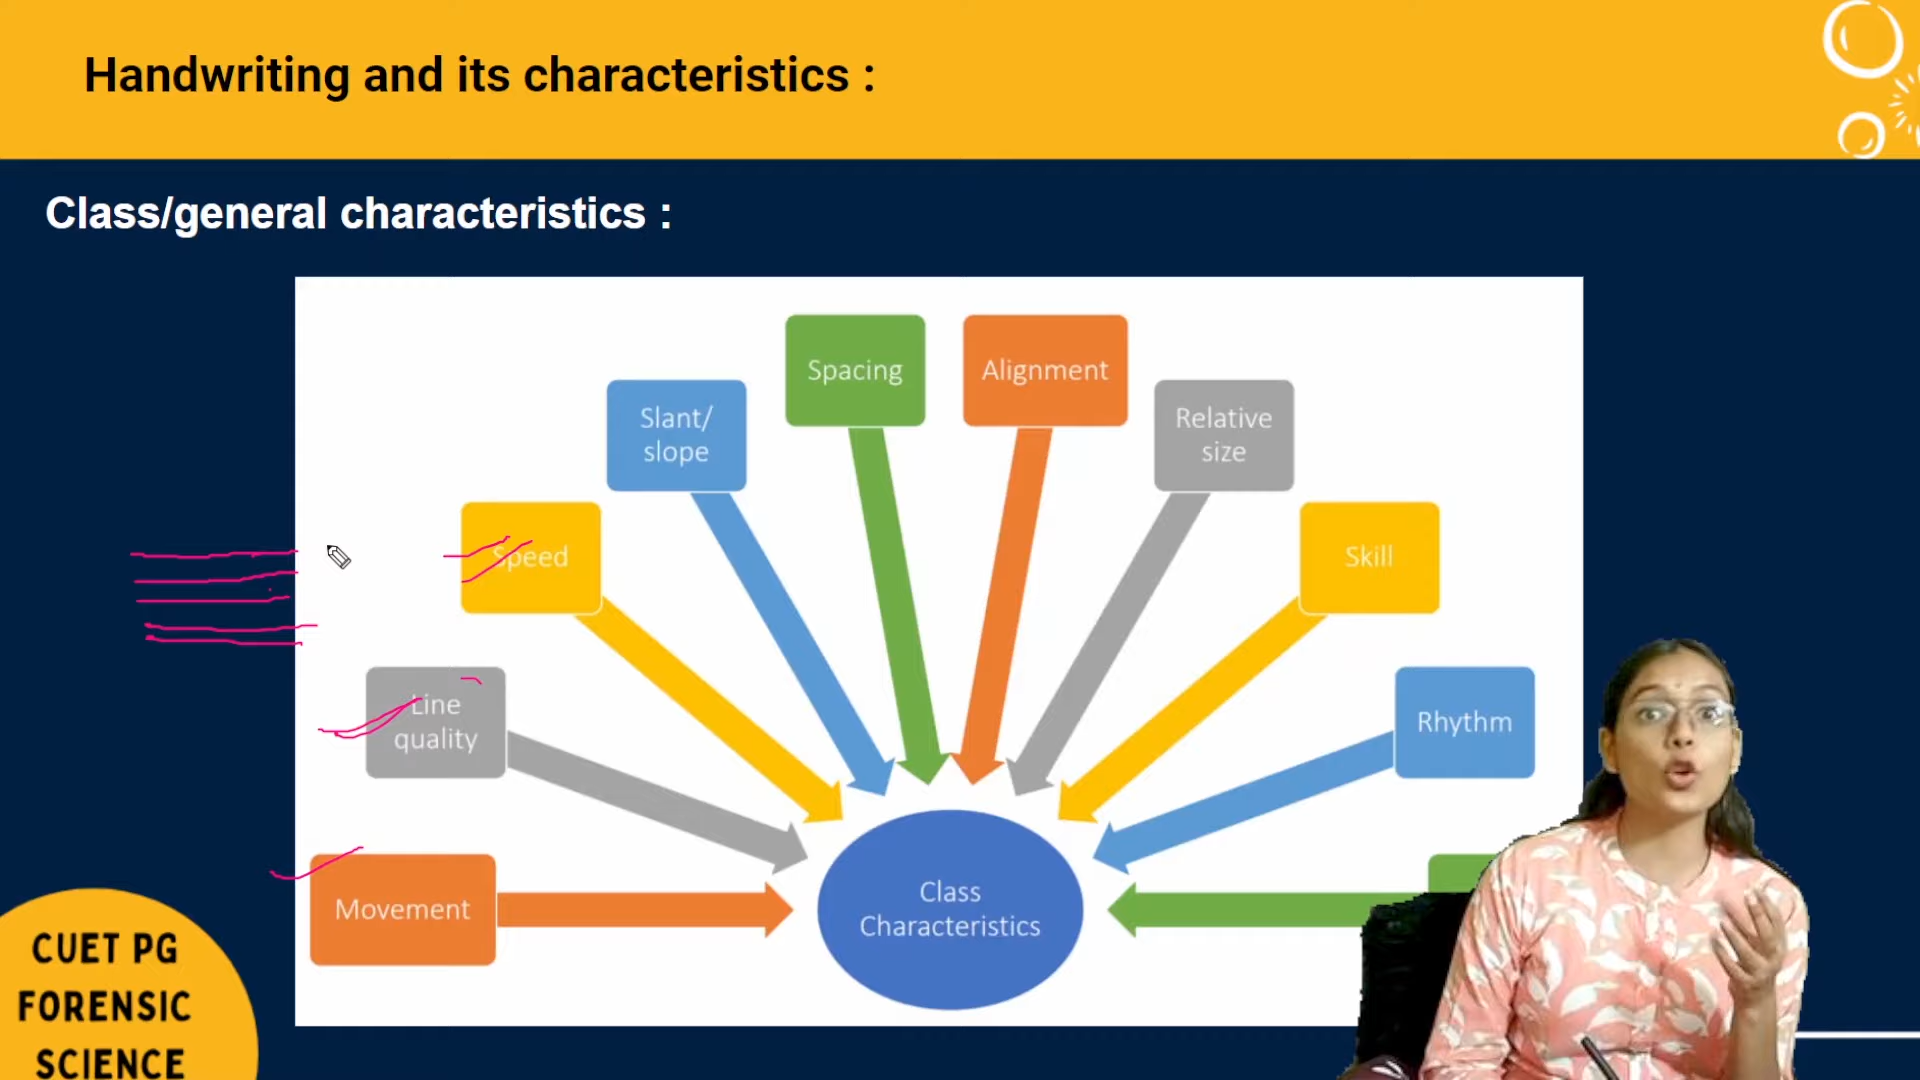 Handwriting and its characteristics :
Class/general characteristics :
Spacing
Alignment
Slant/
slope
Relative
size
Speed
Skill
Line
quality
Rhythm
Movement
Class
Characteristics
CUET PG
FORENSIC
SCIENCE